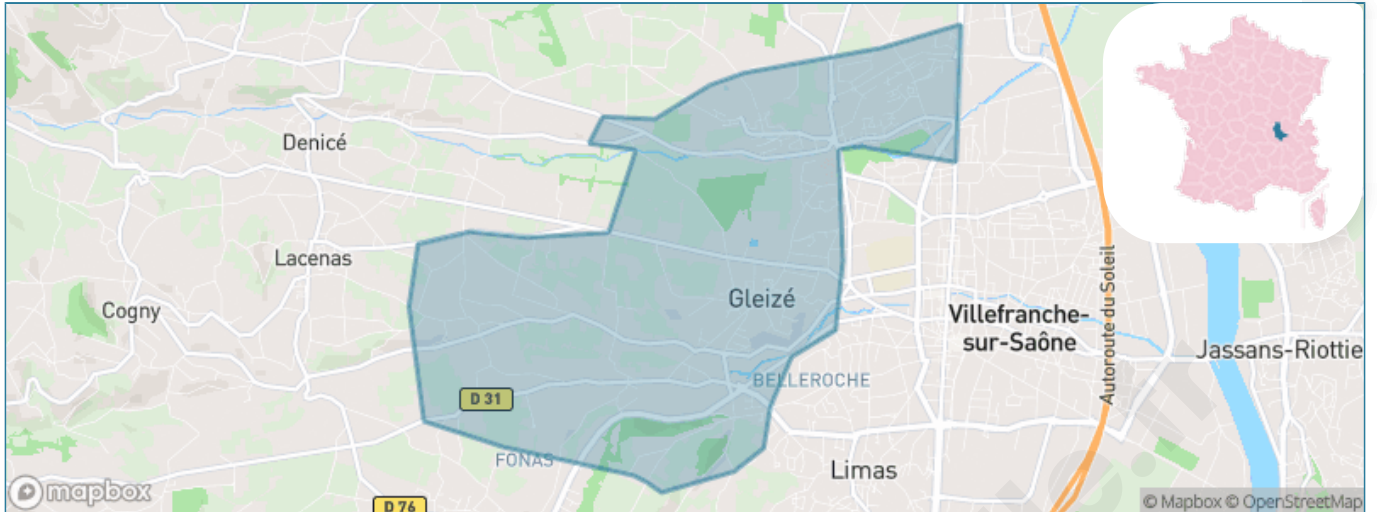 Denicé
Lacenas
Cogny
Gleizé
Villefranche-
sur-Saône
Autoroute du Soleil
Jassans-Riottie
BELLEROCHE
D 31
FONAS
Limas
D 76
mapbox
© Mapbox © OpenStreetMap